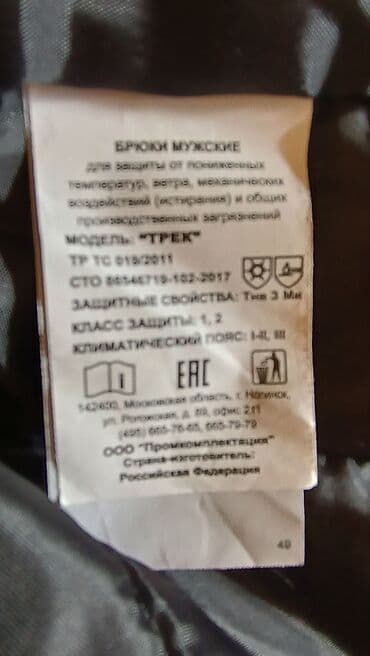 БРЮКИ МУЖСКИЕ
для защиты от пониженных
температур, ветра, механических
воздействий (истирания) и общих
производственных загрязнений
МОДЕЛЬ: "ТРЕК"
ТР ТС 019/2011
СТО 86546719-102-2017
ЗАЩИТНЫЕ СВОЙСТВА: Тнв З Ми
КЛАСС ЗАЩИТЫ: 1, 2
КЛИМАТИЧЕСКИЙ ПОЯС: I-II, III
i EAC
142400, Московская область, г. Ногинск,
ул. Рогожская, д. 89, офис 211
(495) 665-76-65, 665-79-79
ООО "Промкомплектация"
Страна-изготовитель:
Российская Федерация
49